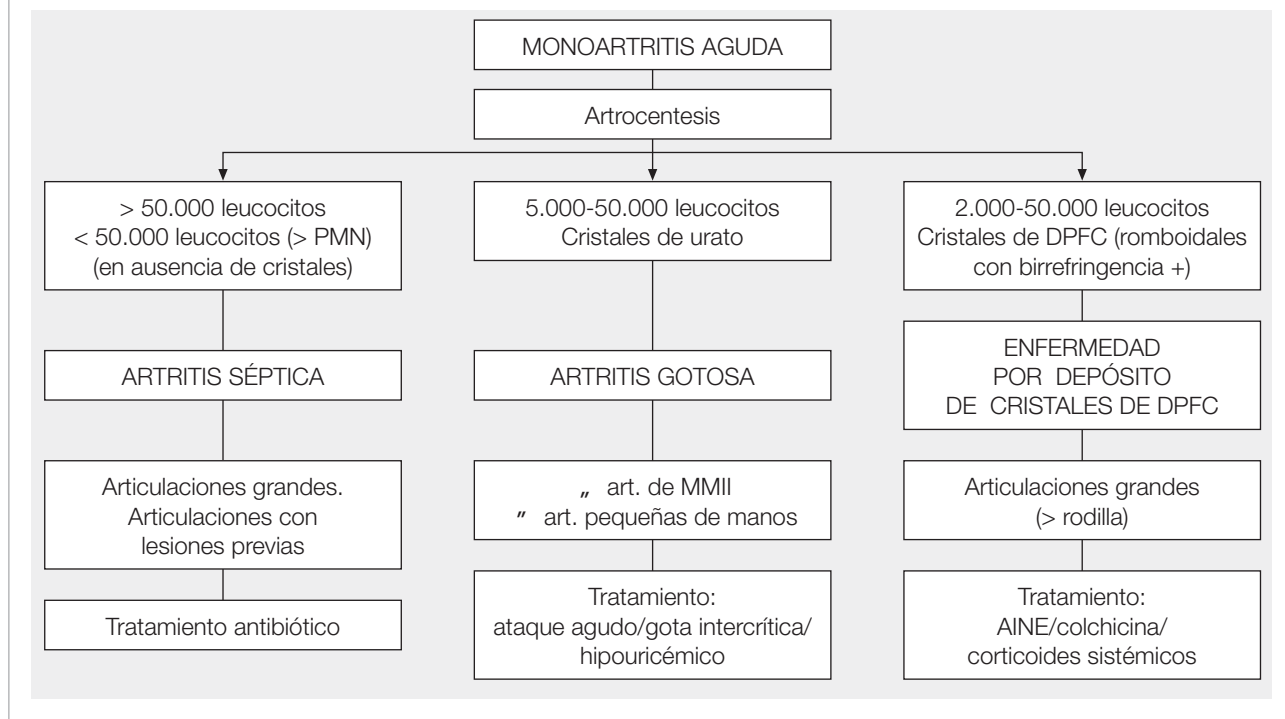 MONOARTRITIS AGUDA
Artrocentesis
> 50.000 leucocitos
< 50.000 leucocitos (> PMN)
(en ausencia de cristales)
5.000-50.000 leucocitos
Cristales de urato
2.000-50.000 leucocitos
Cristales de DPFC (romboidales
con birrefringencia +)
ARTRITIS SÉPTICA
ARTRITIS GOTOSA
ENFERMEDAD
POR DEPÓSITO
DE CRISTALES DE DPFC
Articulaciones grandes.
Articulaciones con
lesiones previas
„ art. de MMII
” art. pequeñas de manos
Articulaciones grandes
(> rodilla)
Tratamiento antibiótico
Tratamiento:
ataque agudo/gota intercrítica/
hipouricémico
Tratamiento:
AINE/colchicina/
corticoides sistémicos